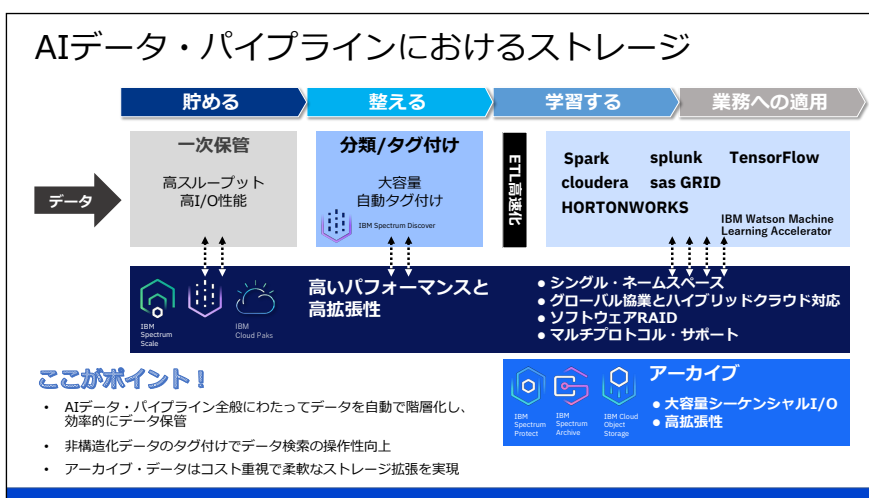 AIデータ・パイプラインにおけるストレージ
貯める
整える
学習する
業務への適用
データ
一次保管
高スループット
高I/O性能
分類/タグ付け
大容量
自動タグ付け
IBM Spectrum Discover
ETL高速化
Spark splunk TensorFlow
cloudera sas GRID
HORTONWORKS
IBM Watson Machine
Learning Accelerator
IBM
Spectrum
Scale
IBM
Cloud Paks
高いパフォーマンスと
高拡張性
● シングル・ネームスペース
● グローバル協業とハイブリッドクラウド対応
● ソフトウェアRAID
● マルチプロトコル・サポート
ここがポイント！
• AIデータ・パイプライン全般にわたってデータを自動で階層化し、
効率的にデータ保管
• 非構造化データのタグ付けでデータ検索の操作性向上
• アーカイブ・データはコスト重視で柔軟なストレージ拡張を実現
IBM
Spectrum
Protect
IBM
Spectrum
Archive
IBM Cloud
Object
Storage
アーカイブ
● 大容量シーケンシャルI/O
● 高拡張性